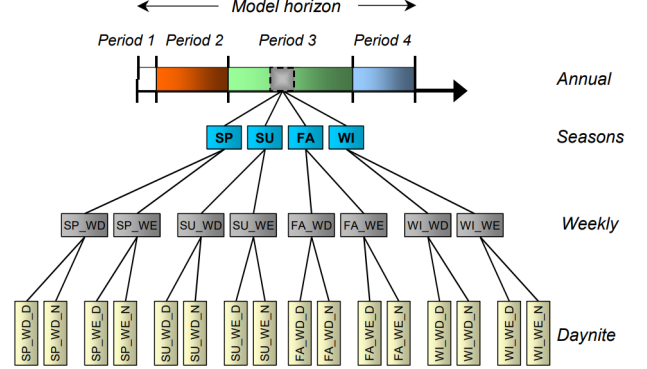 Model horizon
Period 1 Period 2 Period 3 Period 4
Annual
SP SU FA WI Seasons
SP_WD SP_WE SU_WD SU_WE FA_WD FA_WE WI_WD WI_WE Weekly
SP_WD_D SP_WD_N SP_WE_D SP_WE_N SU_WD_D SU_WD_N SU_WE_D SU_WE_N FA_WD_D FA_WD_N FA_WE_D FA_WE_N WI_WD_D WI_WD_N WI_WE_D WI_WE_N Daynite